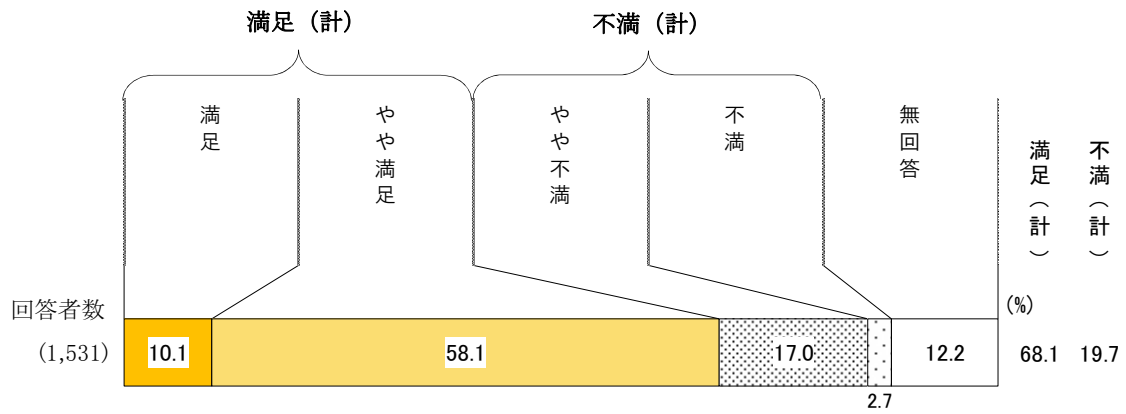 満足（計）
不満（計）
満足
やや満足
やや不満
不満
無回答
満足（計）
不満（計）
回答者数
(%)
(1,531)
10.1
58.1
17.0
2.7
12.2
68.1
19.7